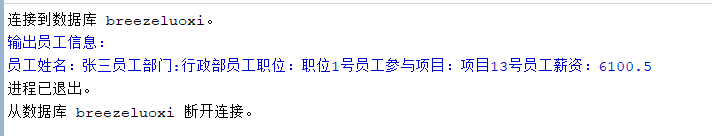 连接到数据库 breezeluoxi。
输出员工信息：
员工姓名：张三员工部门:行政部员工职位：职位1号员工参与项目：项目13号员工薪资：6100.5
进程已退出。
从数据库 breezeluoxi 断开连接。